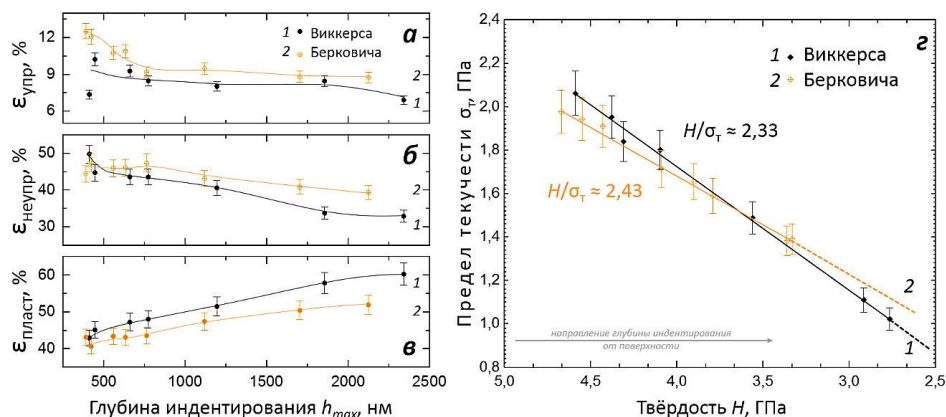 ε упр, %
12
9
6
а
1 Виккерса
2 Берковича
2
1
ε неупр, %
50
40
30
б
2
1
ε пласт, %
60
50
40
в
1
2
500 1000 1500 2000 2500
Глубина индентирования hmax, нм
Предел текучести σт, ГПа
2,4
2,2
2,0
1,8
1,6
1,4
1,2
1,0
0,8
г
1 Виккерса
2 Берковича
H/σт ≈ 2,33
H/σт ≈ 2,43
2
1
направление глубины индентирования
от поверхности
5,0 4,5 4,0 3,5 3,0 2,5
Твёрдость H, ГПа